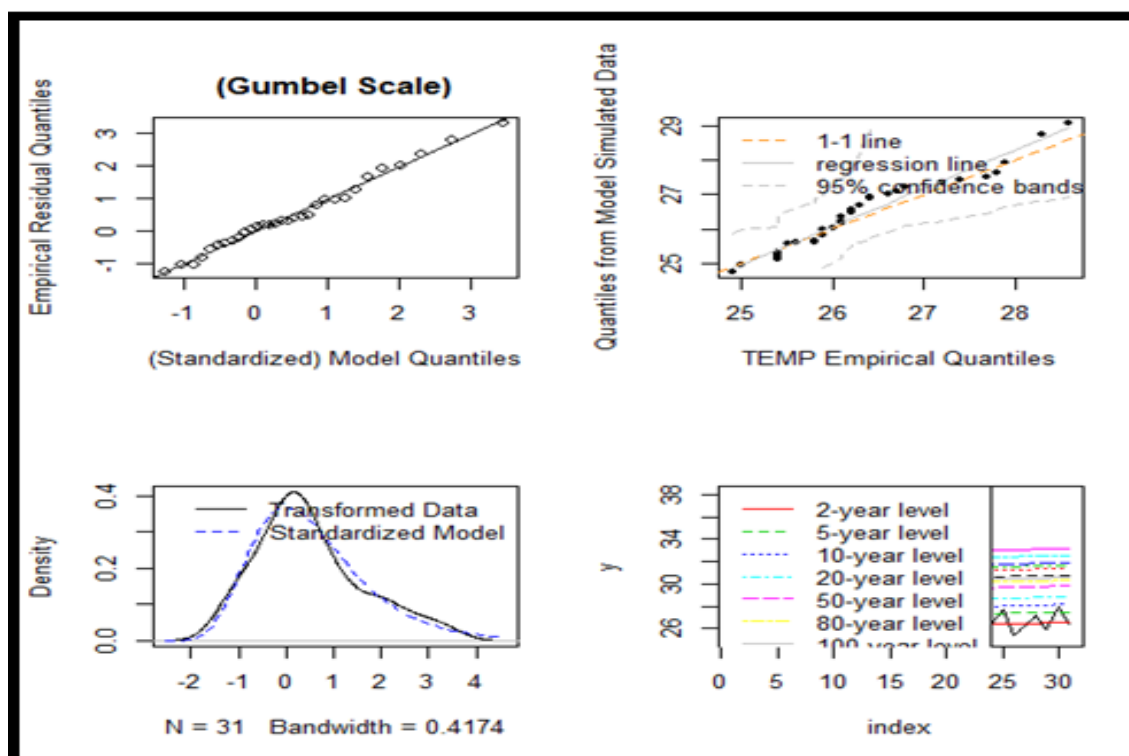 (Gumbel Scale)
Empirical Residual Quantiles
3
2
1
0
-1
-1 0 1 2 3
(Standardized) Model Quantiles
Quantiles from Model Simulated Data
29
27
25
1-1 line
regression line
95% confidence bands
25 26 27 28
TEMP Empirical Quantiles
Density
0.4
0.2
0.0
Transformed Data
Standardized Model
-2 -1 0 1 2 3 4
N = 31 Bandwidth = 0.4174
y
38
34
30
26
2-year level
5-year level
10-year level
20-year level
50-year level
80-year level
100-year level
0 5 10 15 20 25 30
index